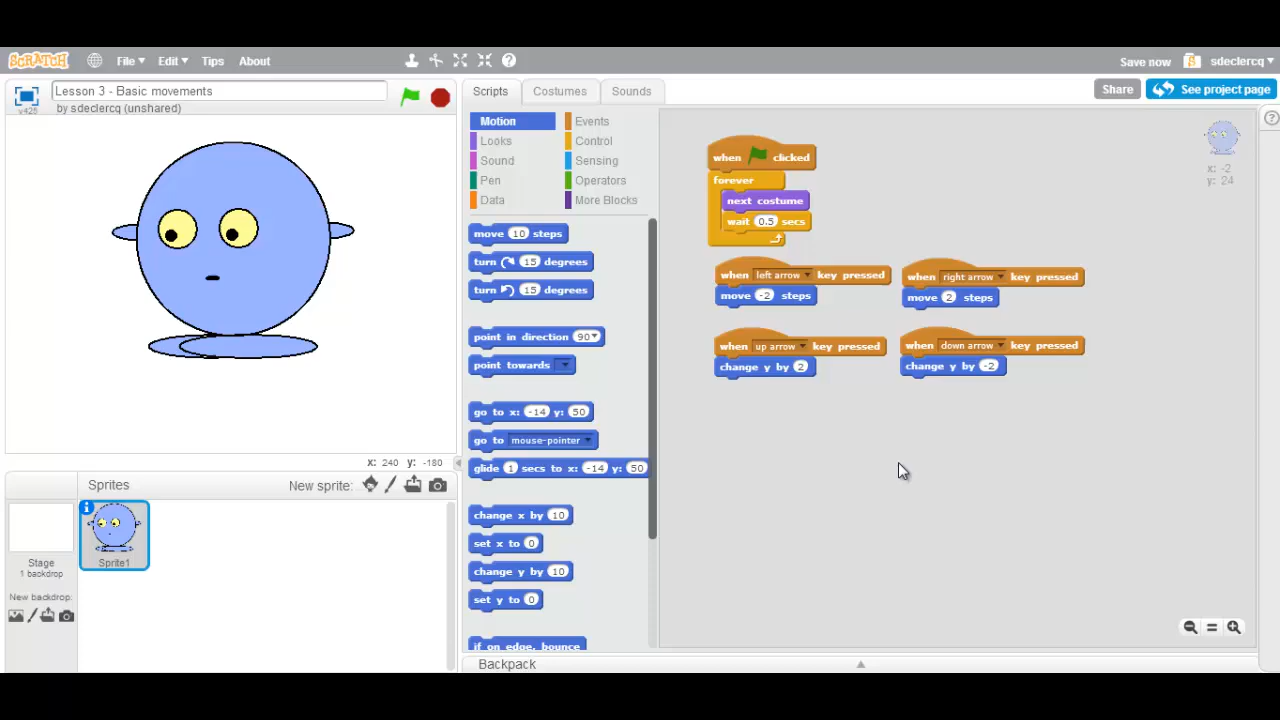 SCRATCH File Edit Tips About Save now sdeclercq
v426 Lesson 3 - Basic movements
by sdeclercq (unshared)
Scripts Costumes Sounds
Share See project page
Motion Events
Looks Control
Sound Sensing
Pen Operators
Data More Blocks
move 10 steps
turn 15 degrees
turn 15 degrees
point in direction 90
point towards
go to x: -14 y: 50
go to mouse-pointer
glide 1 secs to x: -14 y: 50
change x by 10
set x to 0
change y by 10
set y to 0
if on edge, bounce
when clicked
forever
next costume
wait 0.5 secs
when left arrow key pressed
move -2 steps
when right arrow key pressed
move 2 steps
when up arrow key pressed
change y by 2
when down arrow key pressed
change y by -2
x: -2
y: 24
x: 240 y: -180
Sprites New sprite:
Sprite1
Stage
1 backdrop
New backdrop:
Backpack